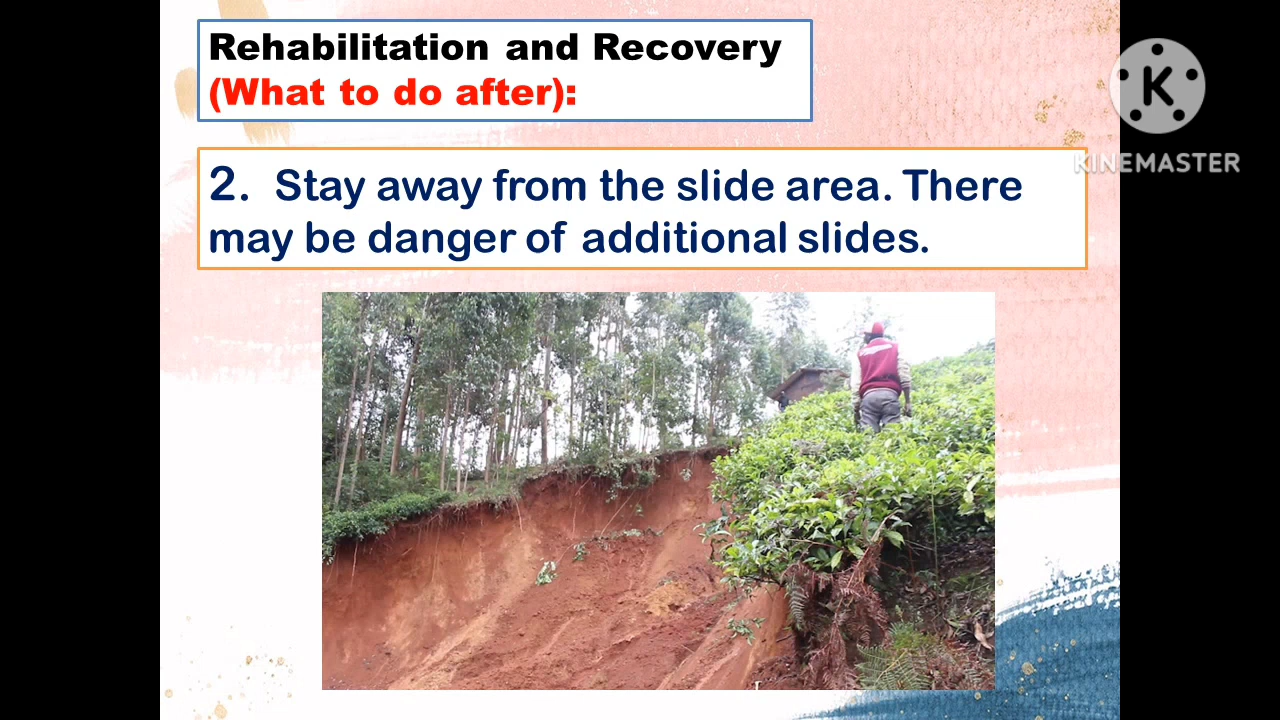 Rehabilitation and Recovery
(What to do after):
K
KINEMASTER
2. Stay away from the slide area. There
may be danger of additional slides.